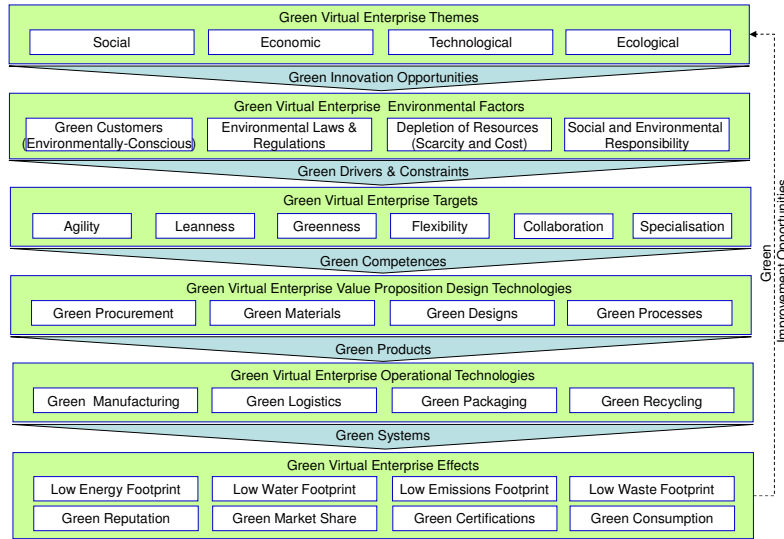 Green Virtual Enterprise Themes
Social
Economic
Technological
Ecological
Green Innovation Opportunities
Green Virtual Enterprise Environmental Factors
Green Customers
(Environmentally-Conscious)
Environmental Laws &
Regulations
Depletion of Resources
(Scarcity and Cost)
Social and Environmental
Responsibility
Green Drivers & Constraints
Green Virtual Enterprise Targets
Agility
Leanness
Greenness
Flexibility
Collaboration
Specialisation
Green Competences
Green Virtual Enterprise Value Proposition Design Technologies
Green Procurement
Green Materials
Green Designs
Green Processes
Green Products
Green Virtual Enterprise Operational Technologies
Green Manufacturing
Green Logistics
Green Packaging
Green Recycling
Green Systems
Green Virtual Enterprise Effects
Low Energy Footprint
Low Water Footprint
Low Emissions Footprint
Low Waste Footprint
Green Reputation
Green Market Share
Green Certifications
Green Consumption
Green
Improvement Opportunities